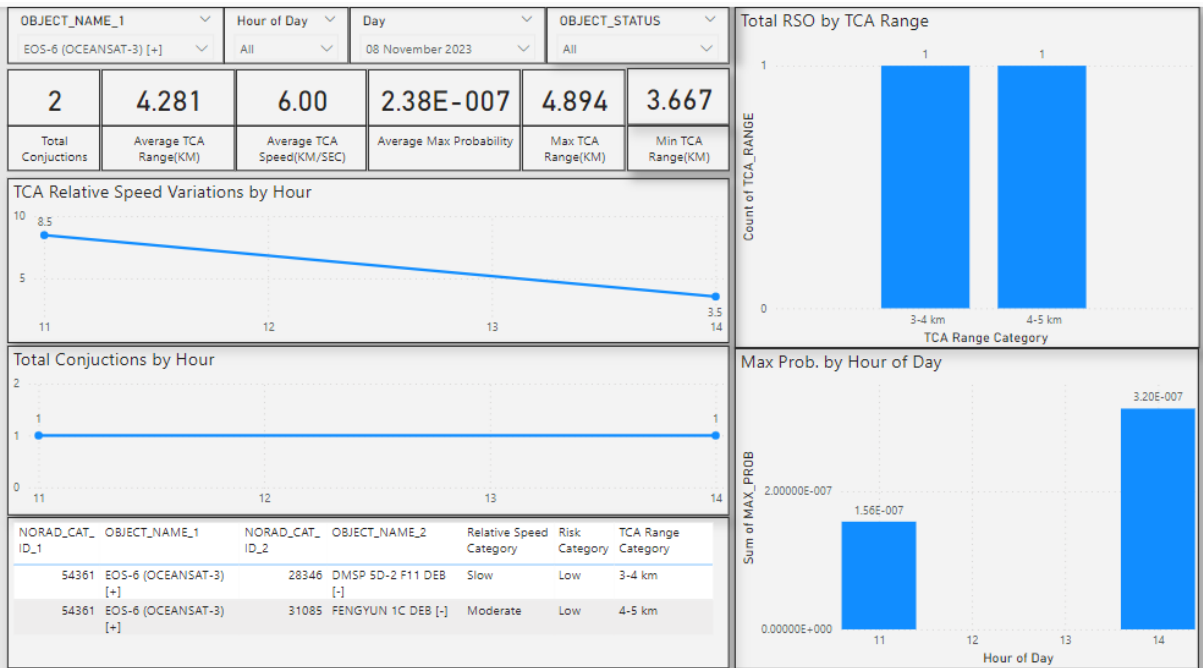 OBJECT_NAME_1
EOS-6 (OCEANSAT-3) [+]
Hour of Day
All
Day
08 November 2023
OBJECT_STATUS
All
2
Total
Conjuctions
4.281
Average TCA
Range(KM)
6.00
Average TCA
Speed(KM/SEC)
2.38E-007
Average Max Probability
4.894
Max TCA
Range(KM)
3.667
Min TCA
Range(KM)
TCA Relative Speed Variations by Hour
10
8.5
5
3.5
11 12 13 14
Total Conjuctions by Hour
2
1 1
1
0
11 12 13 14
NORAD_CAT_ OBJECT_NAME_1 NORAD_CAT_ OBJECT_NAME_2 Relative Speed Risk TCA Range
ID_1 ID_2 Category Category Category
54361 EOS-6 (OCEANSAT-3) 28346 DMSP 5D-2 F11 DEB Slow Low 3-4 km
[+] [-]
54361 EOS-6 (OCEANSAT-3) 31085 FENGYUN 1C DEB [-] Moderate Low 4-5 km
[+]
Total RSO by TCA Range
1 1
1
Count of TCA_RANGE
0
3-4 km 4-5 km
TCA Range Category
Max Prob. by Hour of Day
3.20E-007
Sum of MAX_PROB
2.00000E-007
1.56E-007
0.00000E+000
11 12 13 14
Hour of Day